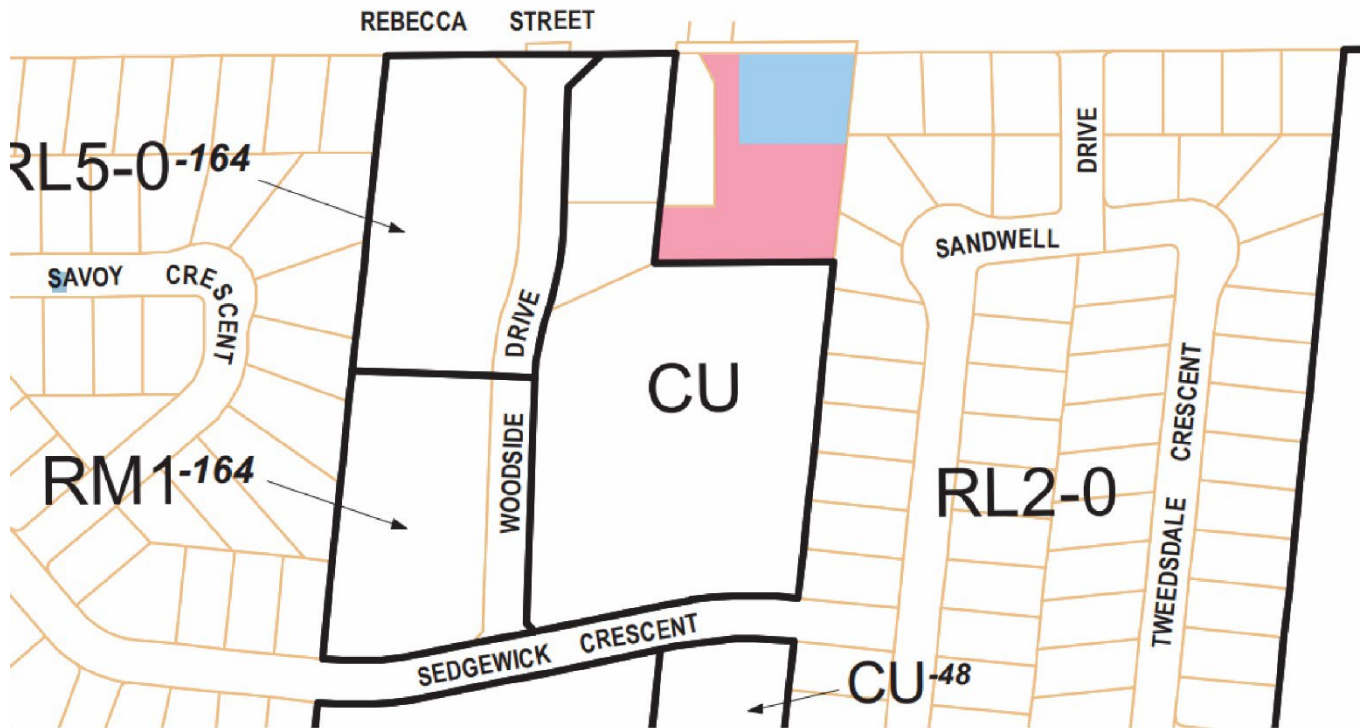 REBECCA STREET
RL5-0-164
SAVOY CRESCENT
DRIVE
DRIVE
SANDWELL
CU
WOODSIDE
RM1-164
RL2-0
TWEEDSDALE CRESCENT
SEDGEWICK CRESCENT
CU-48